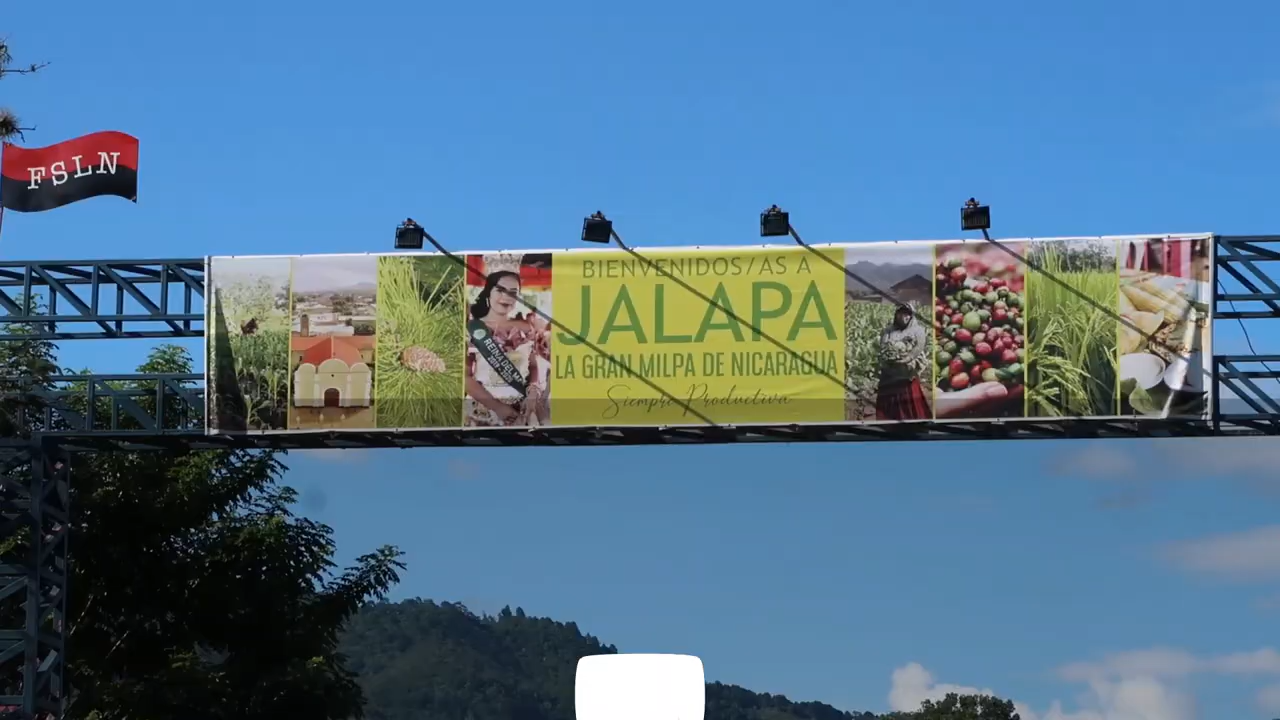 FSLN
BIENVENIDOS/AS A
JALAPA
LA GRAN MILPA DE NICARAGUA
Siempre Productiva